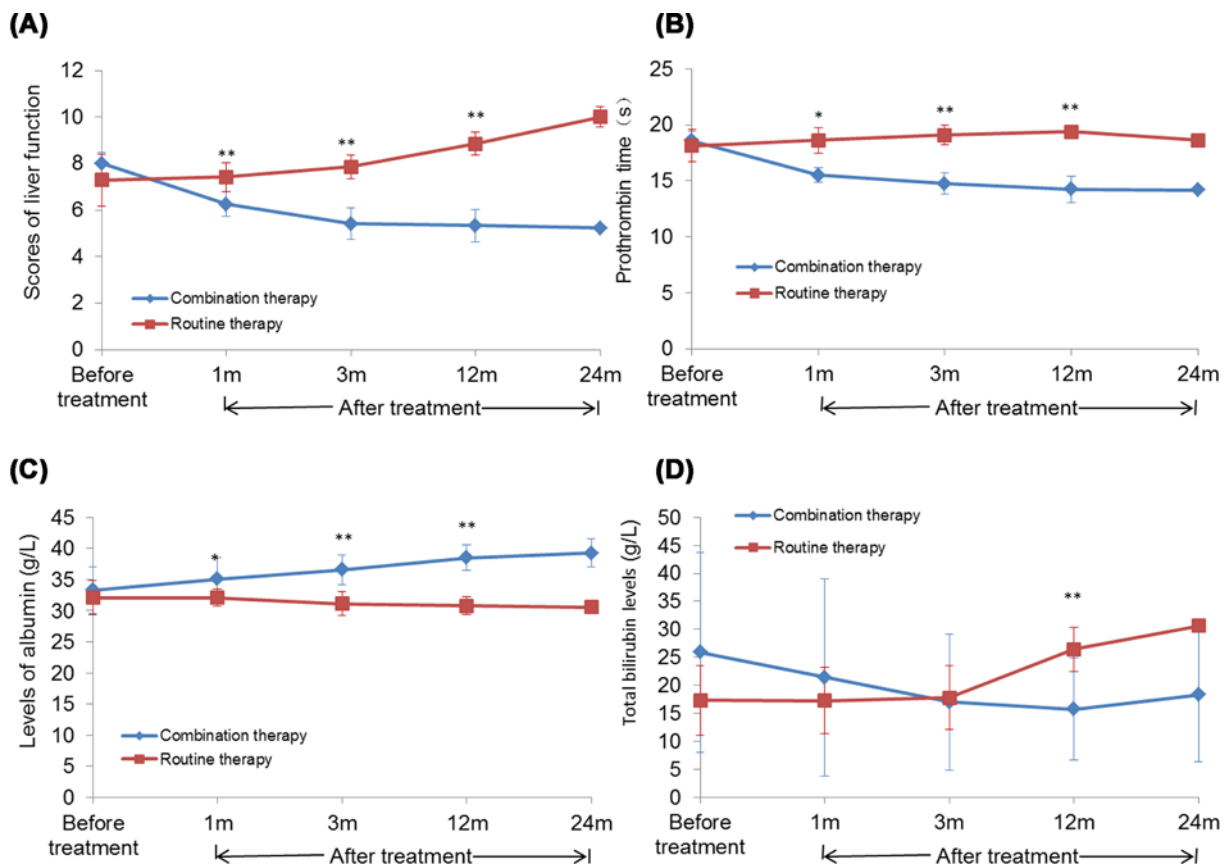 (A)
Scores of liver function
12
10
8
6
4
2
0
**
**
**
Combination therapy
Routine therapy
Before treatment
1m
3m
12m
24m
After treatment
(B)
Prothrombin time (s)
25
20
15
10
5
0
*
**
**
Combination therapy
Routine therapy
Before treatment
1m
3m
12m
24m
After treatment
(C)
Levels of albumin (g/L)
45
40
35
30
25
20
15
10
5
0
*
**
**
Combination therapy
Routine therapy
Before treatment
1m
3m
12m
24m
After treatment
(D)
Total bilirubin levels (g/L)
50
45
40
35
30
25
20
15
10
5
0
Combination therapy
Routine therapy
**
Before treatment
1m
3m
12m
24m
After treatment